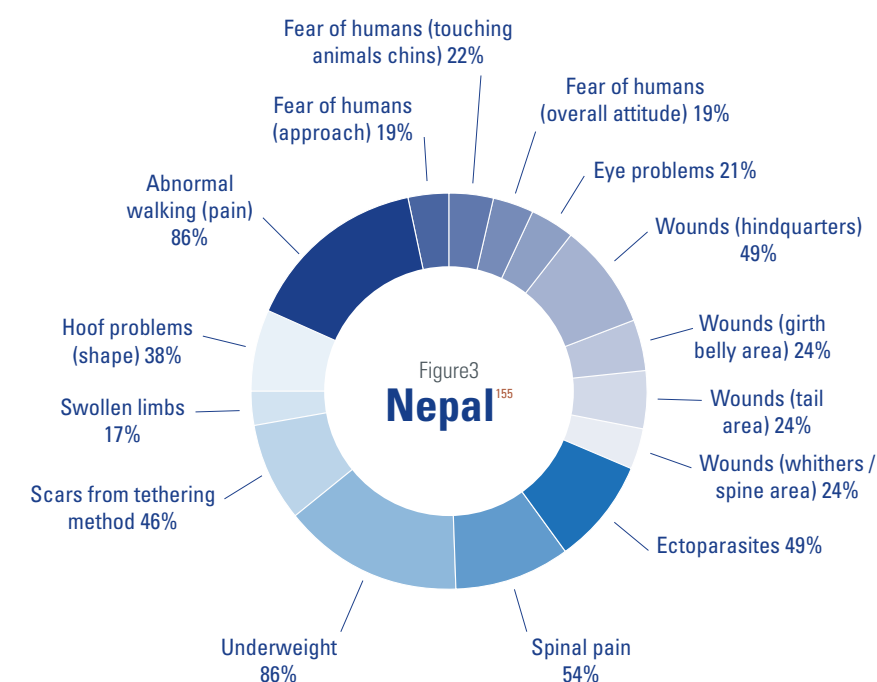 Fear of humans (touching
animals chins) 22%
Fear of humans
(overall attitude) 19%
Fear of humans
(approach) 19%
Eye problems 21%
Abnormal
walking (pain)
86%
Wounds (hindquarters)
49%
Hoof problems
(shape) 38%
Wounds (girth
belly area) 24%
Figure3
Nepal155
Swollen limbs
17%
Wounds (tail
area) 24%
Wounds (whithers /
spine area) 24%
Scars from tethering
method 46%
Ectoparasites 49%
Underweight
86%
Spinal pain
54%